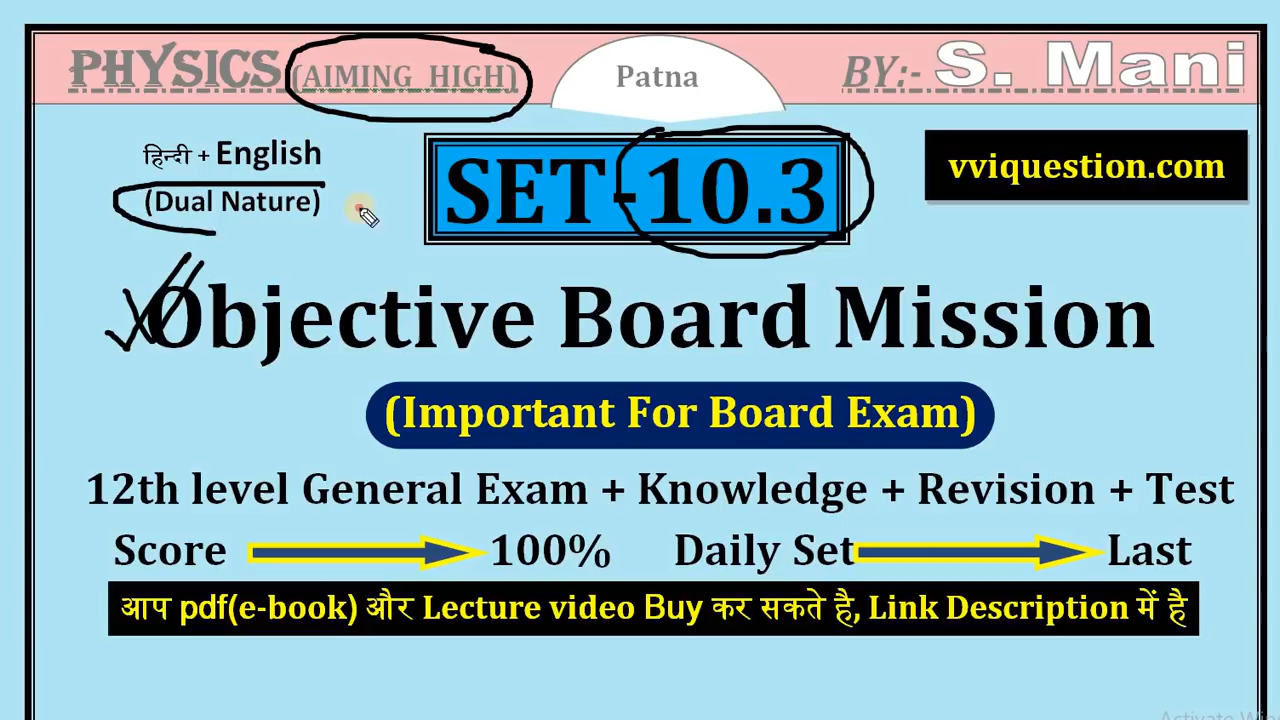 PHYSICS (AIMING HIGH) Patna BY:- S. Mani
हिन्दी + English
(Dual Nature)
SET-10.3
vviquestion.com
Objective Board Mission
(Important For Board Exam)
12th level General Exam + Knowledge + Revision + Test
Score 100% Daily Set Last
आप pdf(e-book) और Lecture video Buy कर सकते है, Link Description में है